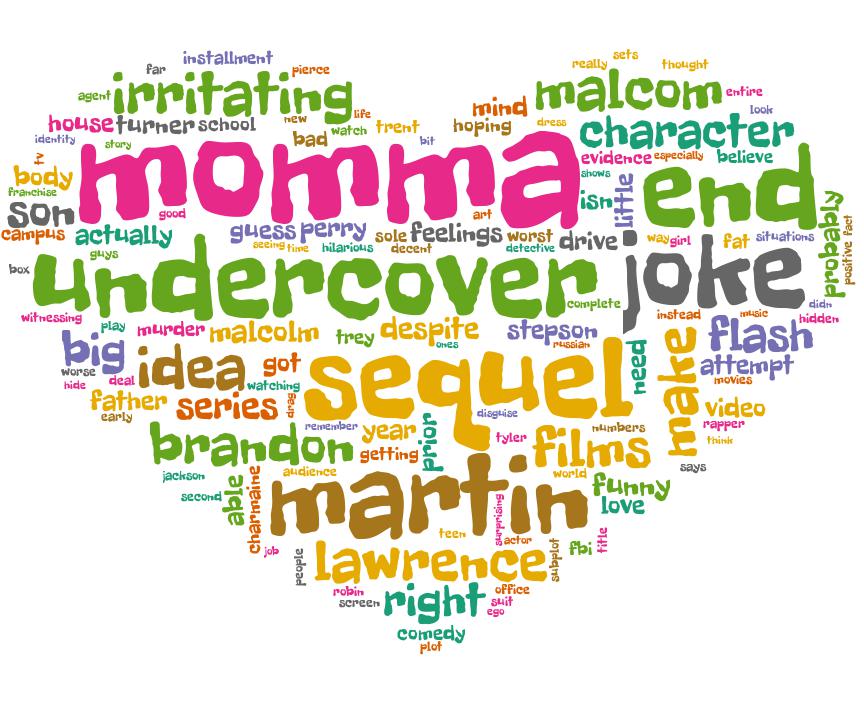 installment
really
sets
thought
far
pierce
agent
irritating
malcom
entire
mind
life
look
new
house
turner
school
trent
hoping
dress
character
identity
story
bad
watch
bit
momma
evidence
especially
believe
tv
body
shows
franchise
son
good
art
isn
little
end
campus
actually
guess
perry
sole
feelings
worst
drive
way
girl
fat
situations
probably
positive
fact
guys
seeing
time
hilarious
decent
detective
box
undercover
joke
complete
didn
witnessing
play
murder
malcolm
trey
despite
stepson
instead
music
hidden
big
ones
russian
flash
worse
idea
got
sequel
need
make
attempt
hide
deal
watching
movies
father
series
drag
early
disguise
video
remember
year
prior
numbers
rapper
brandon
getting
tyler
films
think
says
jackson
audience
world
second
able
charmaine
martin
funny
love
surprising
teen
actor
job
people
lawrence
subplot
fbi
title
robin
office
screen
right
suit
ego
comedy
plot